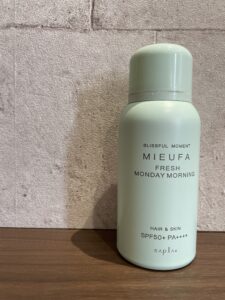 BLISSFUL MOMENT
MIEUFA
FRESH
MONDAY MORNING
HAIR & SKIN
SPF50+ PA++++
napla